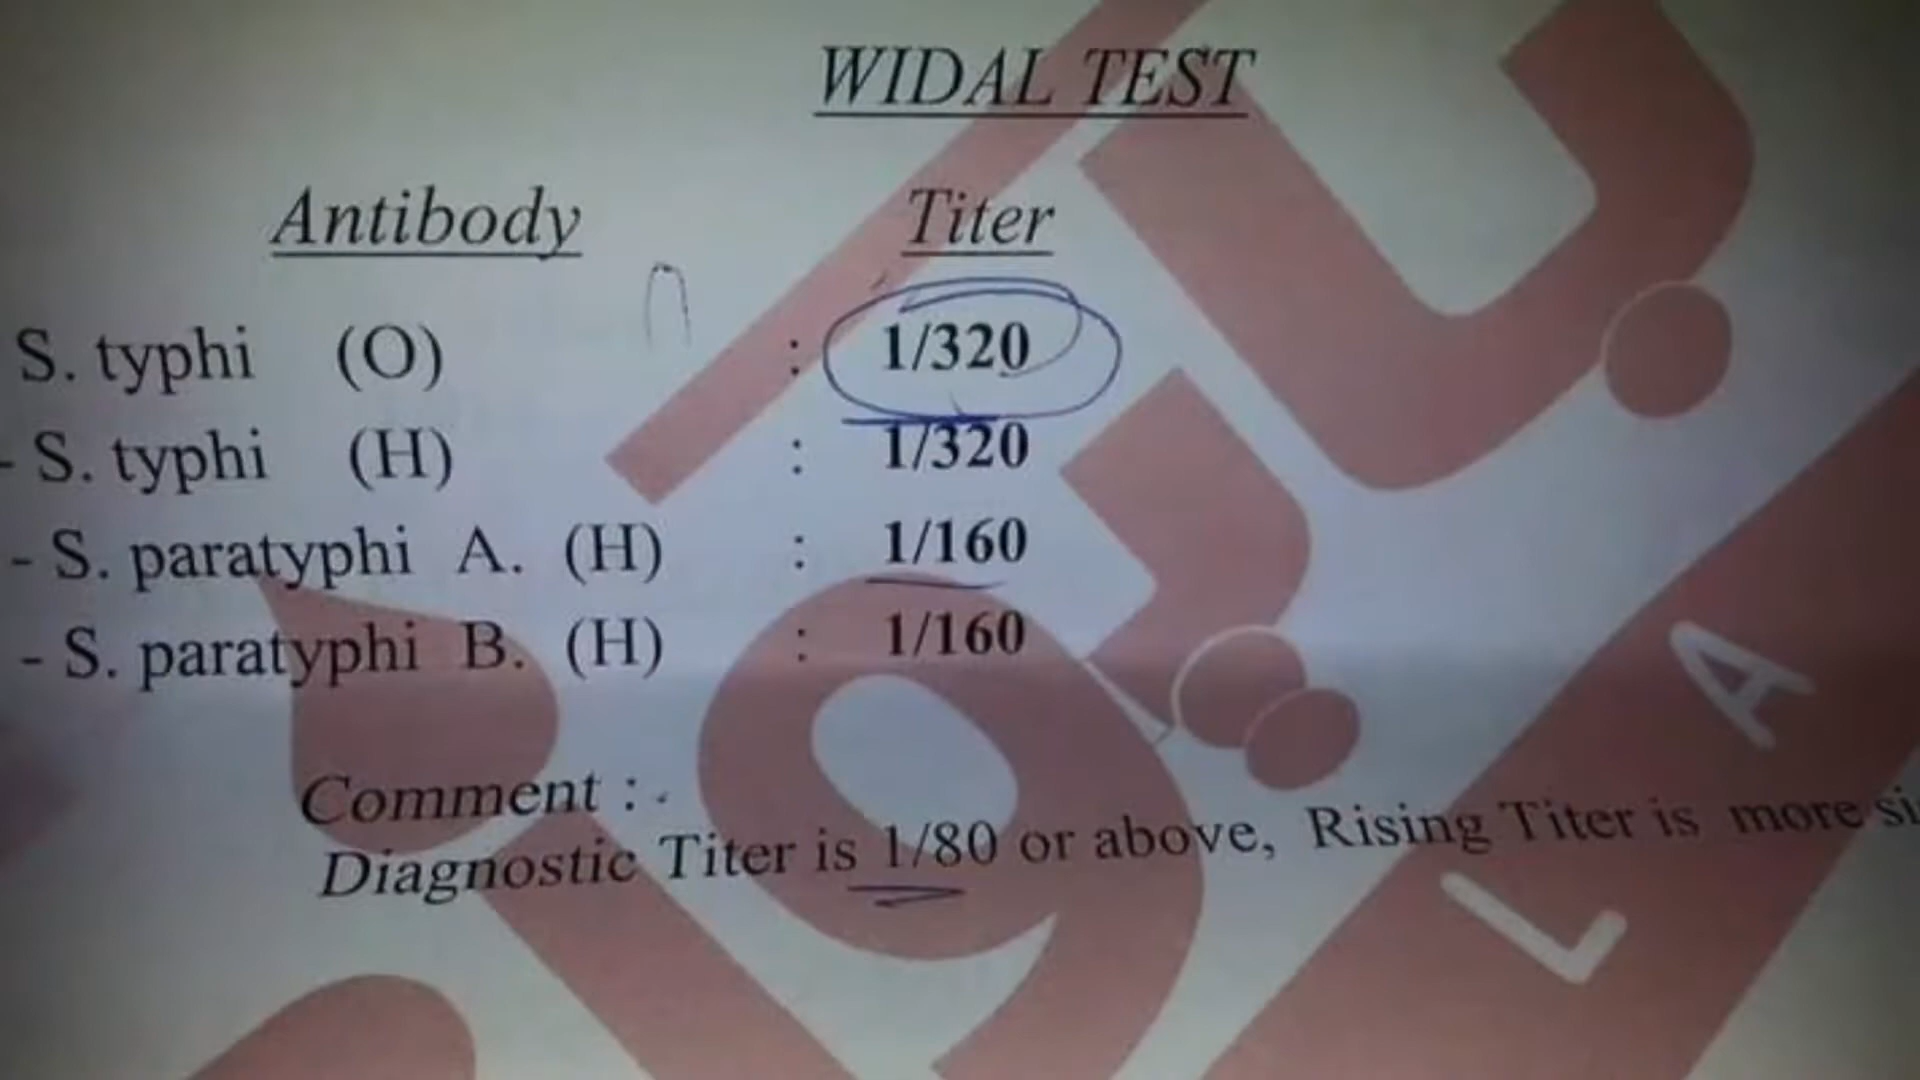 WIDAL TEST
Antibody Titer
S. typhi (O) : 1/320
- S. typhi (H) : 1/320
- S. paratyphi A. (H) : 1/160
- S. paratyphi B. (H) : 1/160
Comment : -
Diagnostic Titer is 1/80 or above, Rising Titer is more
LA